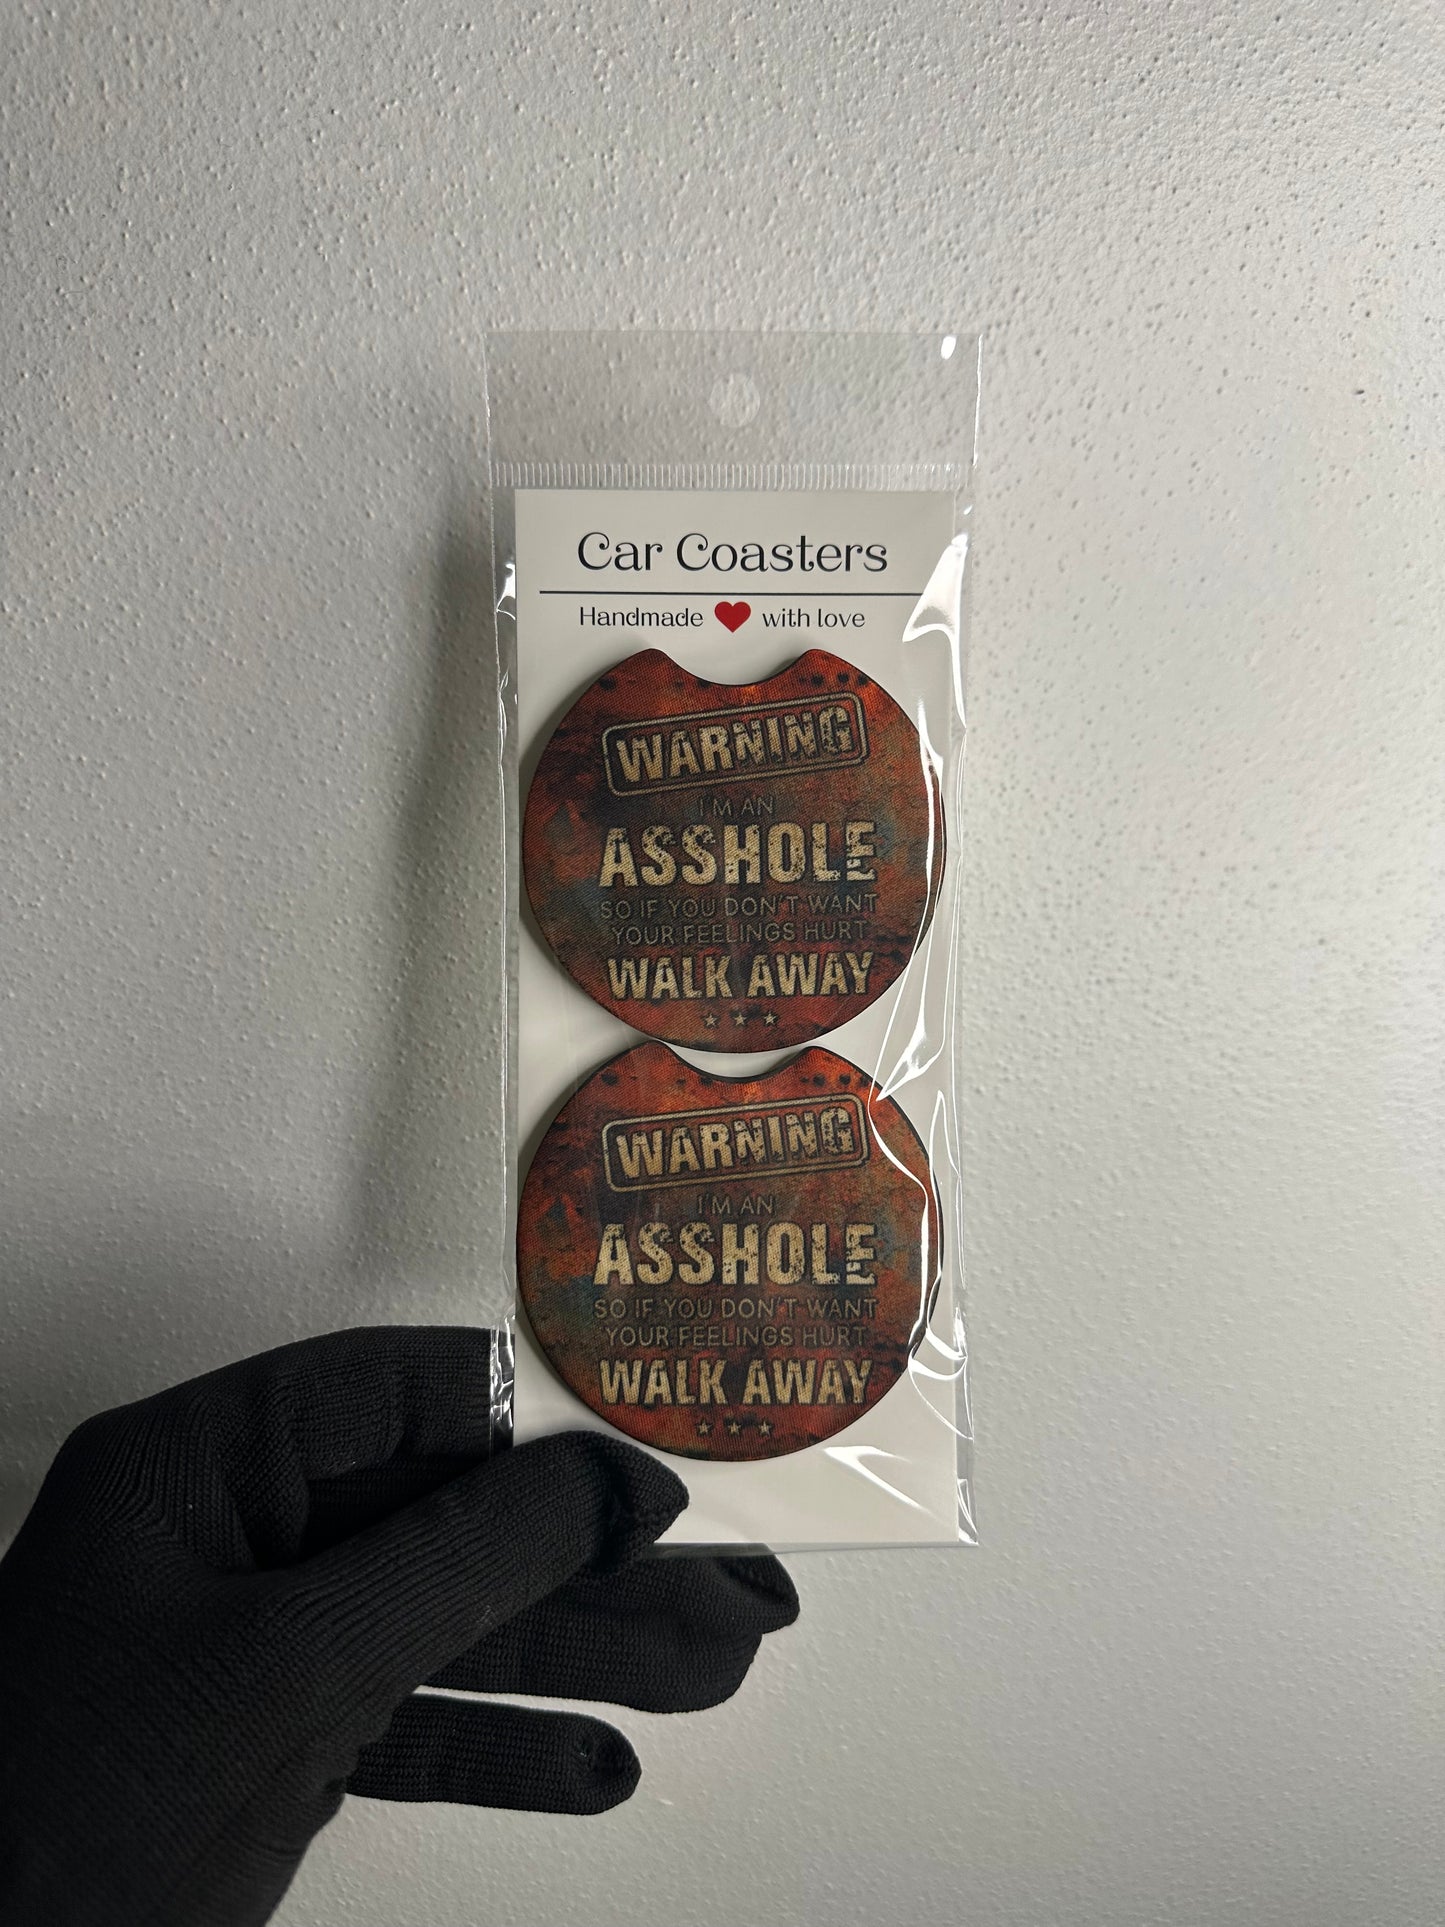 Car Coasters
Handmade ❤ with love
WARNING
I'M AN
ASSHOLE
SO IF YOU DON'T WANT
YOUR FEELINGS HURT
WALK AWAY
WARNING
I'M AN
ASSHOLE
SO IF YOU DON'T WANT
YOUR FEELINGS HURT
WALK AWAY